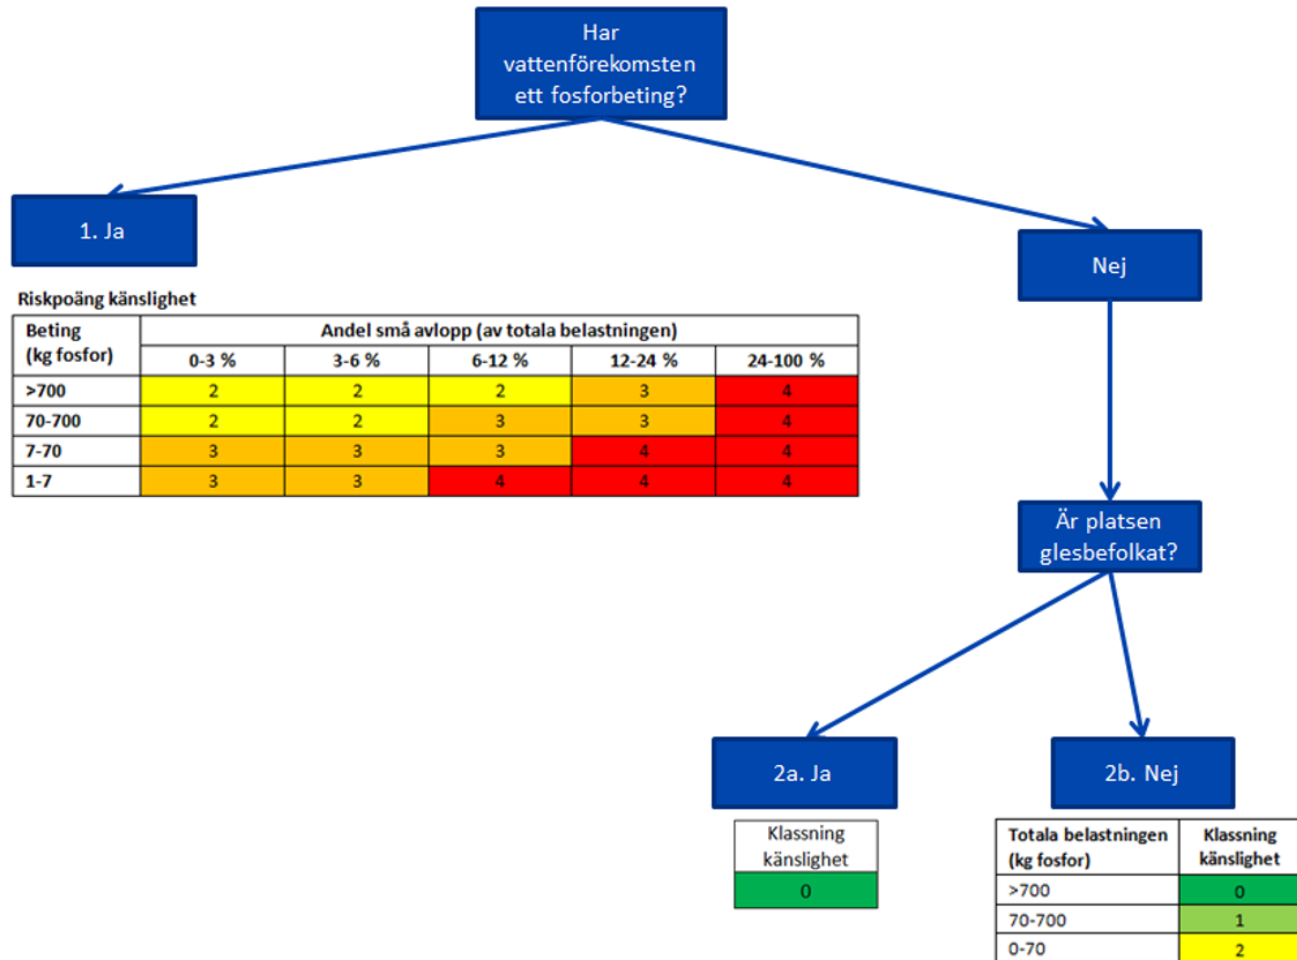 Har
vattenförekomsten
ett fosforbeting?
1. Ja
Nej
Riskpoäng känslighet
Beting
(kg fosfor)
Andel små avlopp (av totala belastningen)
0-3 % 3-6 % 6-12 % 12-24 % 24-100 %
>700 2 2 2 3 4
70-700 2 2 3 3 4
7-70 3 3 3 4 4
1-7 3 3 4 4 4
Är platsen
glesbefolkat?
2a. Ja
2b. Nej
Klassning
känslighet
0
Totala belastningen
(kg fosfor)
Klassning
känslighet
>700 0
70-700 1
0-70 2